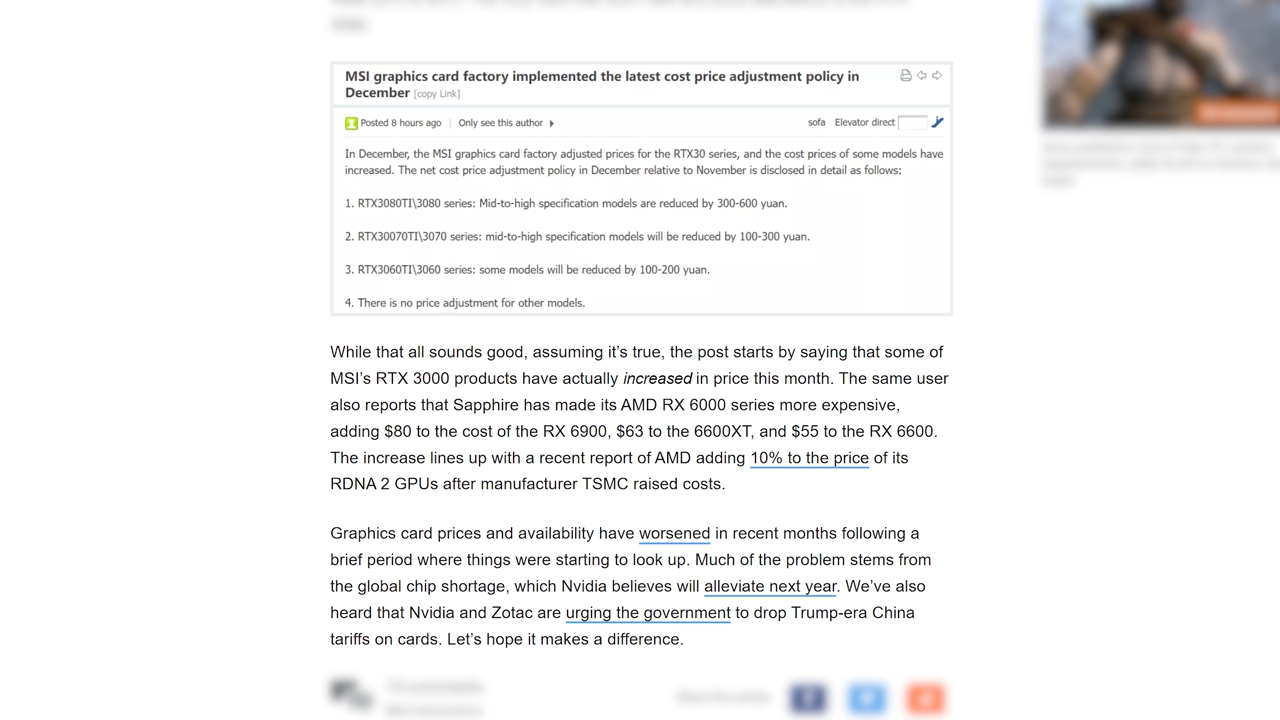 MSI graphics card factory implemented the latest cost price adjustment policy in
December [copy Link]
Posted 8 hours ago | Only see this author
sofa Elevator direct
In December, the MSI graphics card factory adjusted prices for the RTX30 series, and the cost prices of some models have
increased. The net cost price adjustment policy in December relative to November is disclosed in detail as follows:
1. RTX3080TI\3080 series: Mid-to-high specification models are reduced by 300-600 yuan.
2. RTX30070TI\3070 series: mid-to-high specification models will be reduced by 100-300 yuan.
3. RTX3060TI\3060 series: some models will be reduced by 100-200 yuan.
4. There is no price adjustment for other models.
While that all sounds good, assuming it’s true, the post starts by saying that some of
MSI’s RTX 3000 products have actually increased in price this month. The same user
also reports that Sapphire has made its AMD RX 6000 series more expensive,
adding $80 to the cost of the RX 6900, $63 to the 6600XT, and $55 to the RX 6600.
The increase lines up with a recent report of AMD adding 10% to the price of its
RDNA 2 GPUs after manufacturer TSMC raised costs.
Graphics card prices and availability have worsened in recent months following a
brief period where things were starting to look up. Much of the problem stems from
the global chip shortage, which Nvidia believes will alleviate next year. We’ve also
heard that Nvidia and Zotac are urging the government to drop Trump-era China
tariffs on cards. Let’s hope it makes a difference.